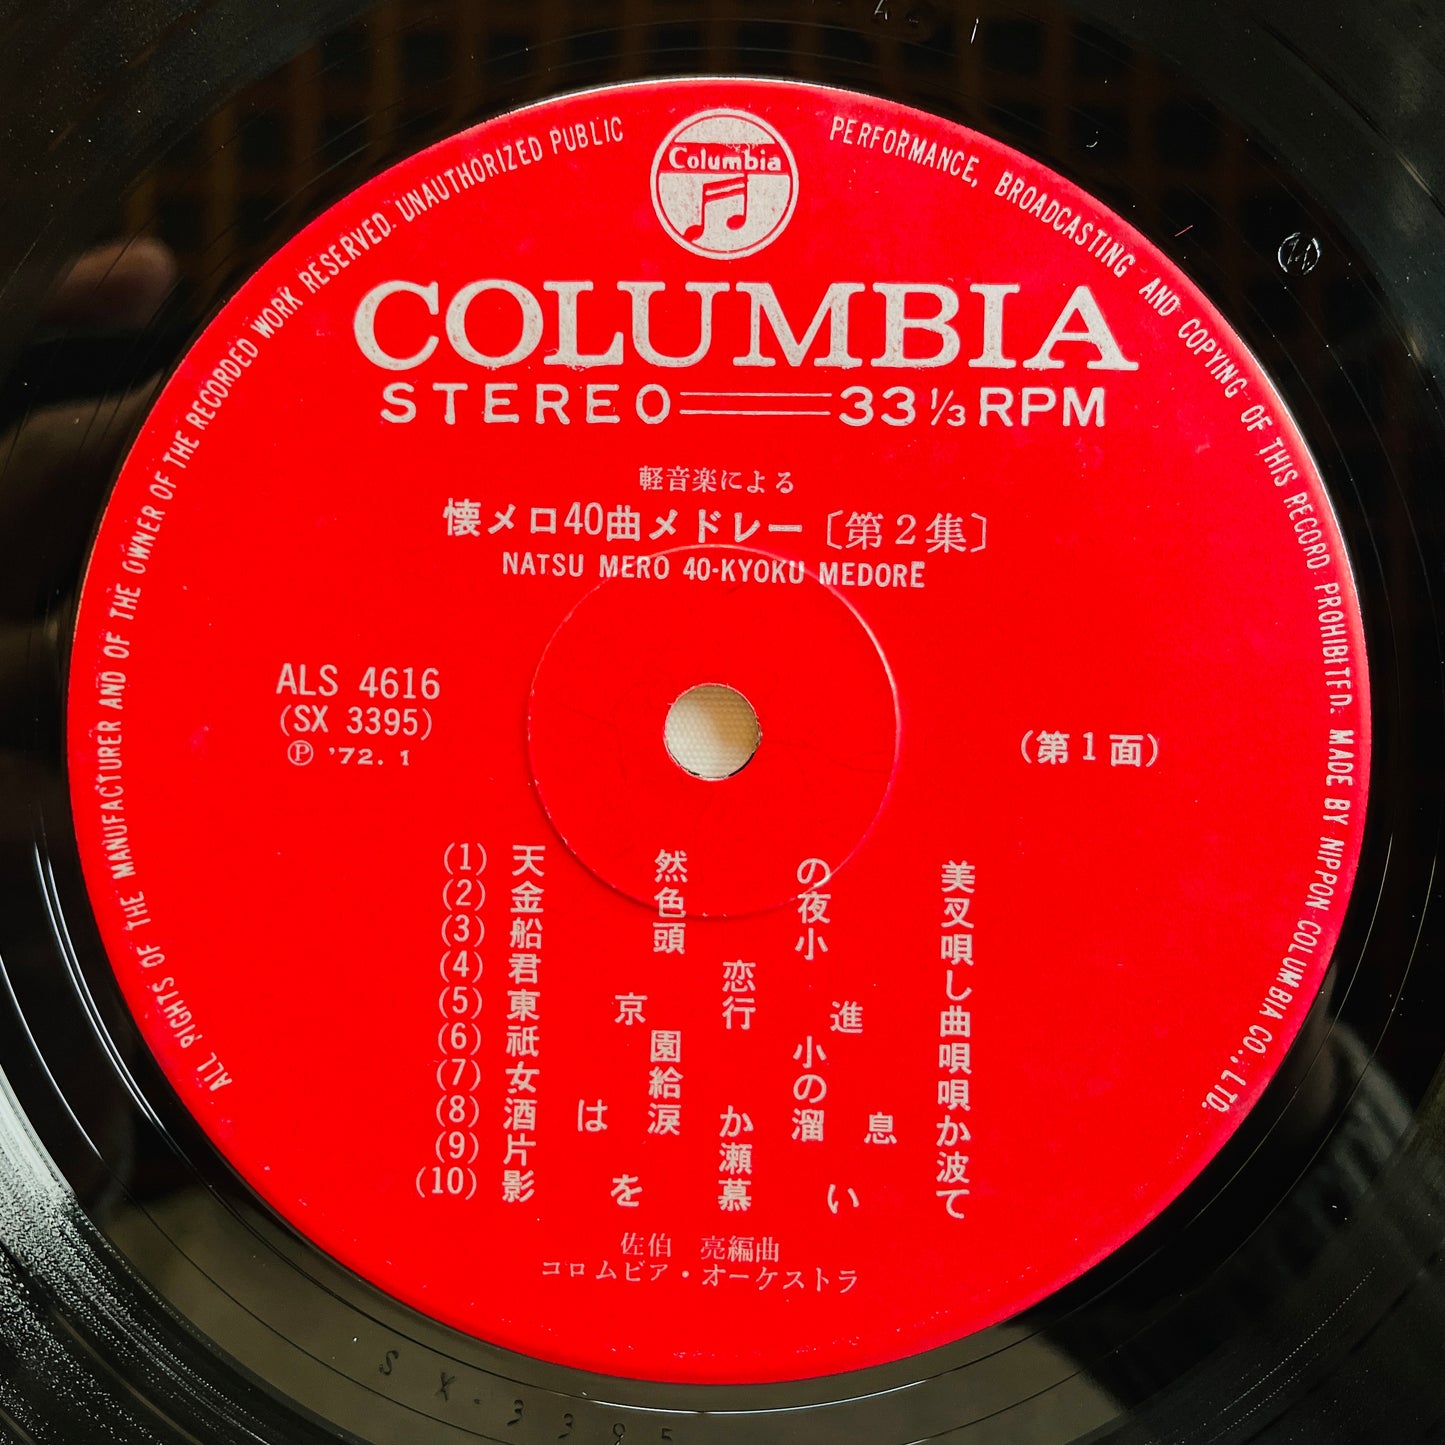 ALL RIGHTS OF THE MANUFACTURER AND OF THE OWNER OF THE RECORDED WORK RESERVED. UNAUTHORIZED PUBLIC PERFORMANCE, BROADCASTING AND COPYING OF THIS RECORD PROHIBITED. MADE BY NIPPON COLUMBIA CO., LTD.
Columbia
COLUMBIA
STEREO 33 1/3 RPM
軽音楽による
懐メロ40曲メドレー〔第2集〕
NATSU MERO 40-KYOKU MEDORE
ALS 4616
(SX 3395)
Ⓟ '72. 1
(第1面)
(1) 天然の美
(2) 金色夜叉
(3) 船頭小唄
(4) 君恋し
(5) 東京行進曲
(6) 祇園小唄
(7) 女給の唄
(8) 酒は涙か溜息か
(9) 片瀬波
(10) 影を慕いて
佐伯 亮編曲
コロムビア・オーケストラ
SX-3395